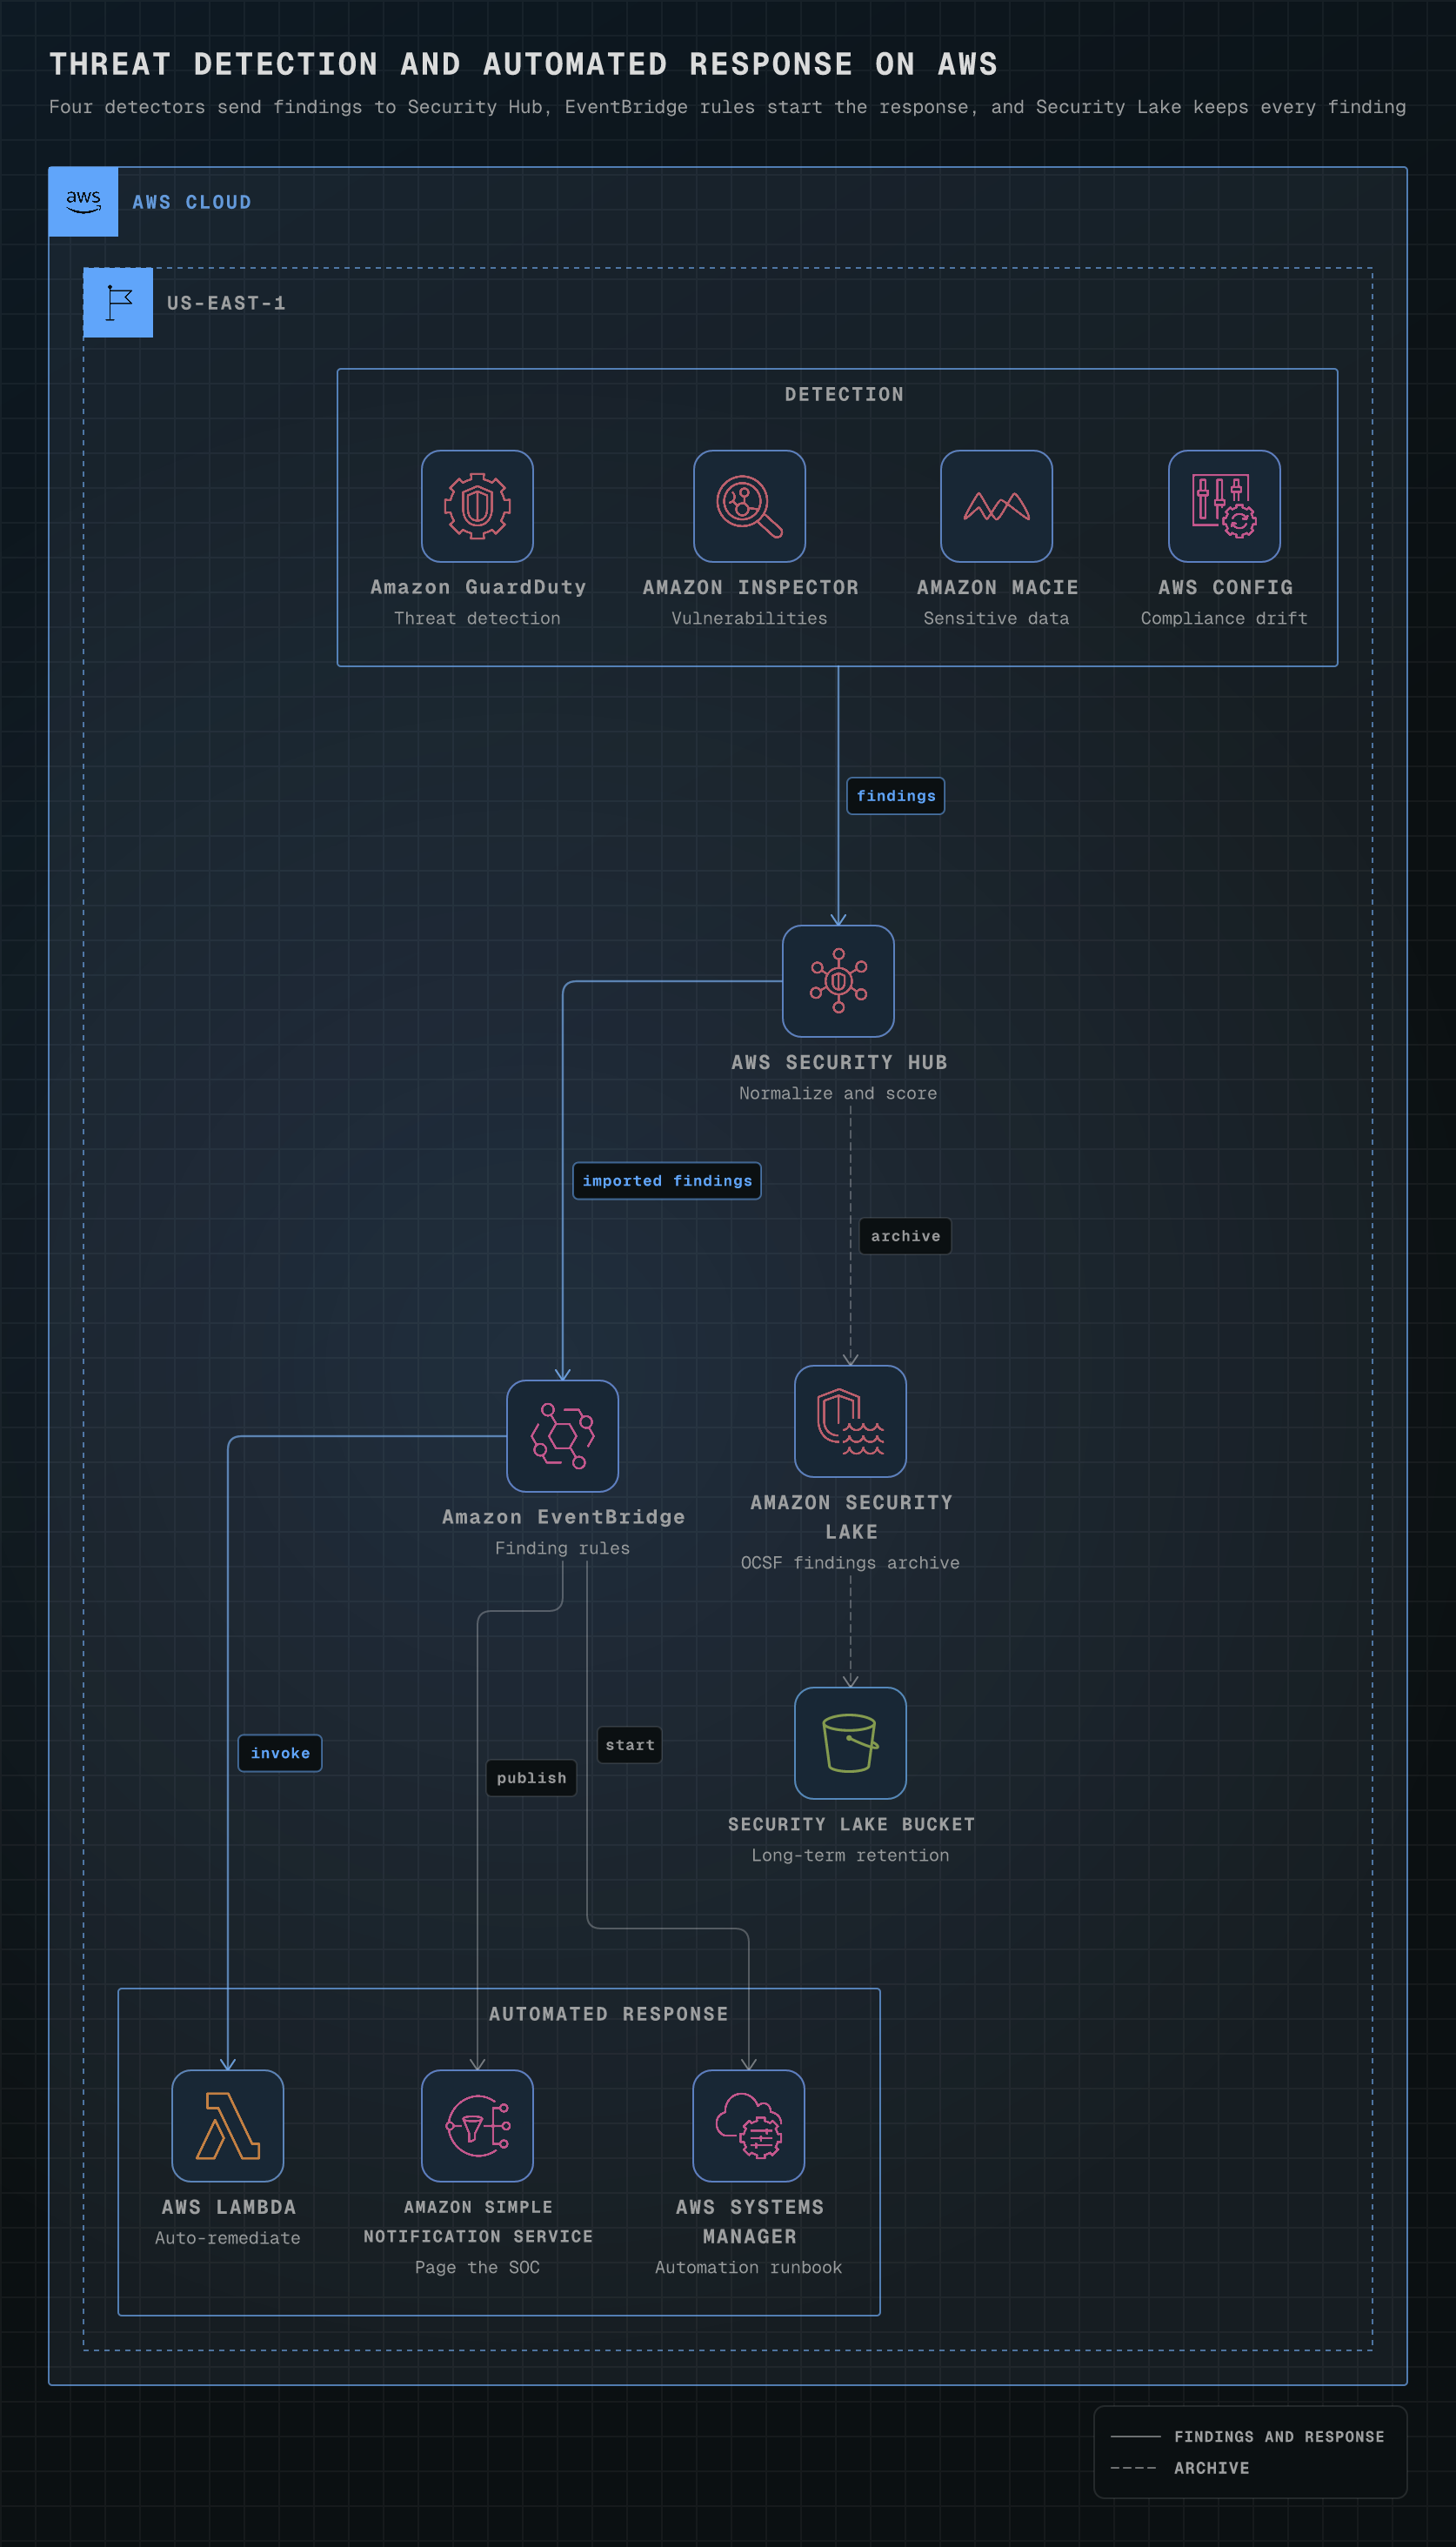 THREAT DETECTION AND AUTOMATED RESPONSE ON AWS
Four detectors send findings to Security Hub, EventBridge rules start the response, and Security Lake keeps every finding
aws
AWS CLOUD
US-EAST-1
DETECTION
Amazon GuardDuty
Threat detection
AMAZON INSPECTOR
Vulnerabilities
AMAZON MACIE
Sensitive data
AWS CONFIG
Compliance drift
findings
AWS SECURITY HUB
Normalize and score
imported findings
archive
Amazon EventBridge
Finding rules
AMAZON SECURITY
LAKE
OCSF findings archive
invoke
publish
start
SECURITY LAKE BUCKET
Long-term retention
AUTOMATED RESPONSE
AWS LAMBDA
Auto-remediate
AMAZON SIMPLE
NOTIFICATION SERVICE
Page the SOC
AWS SYSTEMS
MANAGER
Automation runbook
FINDINGS AND RESPONSE
ARCHIVE